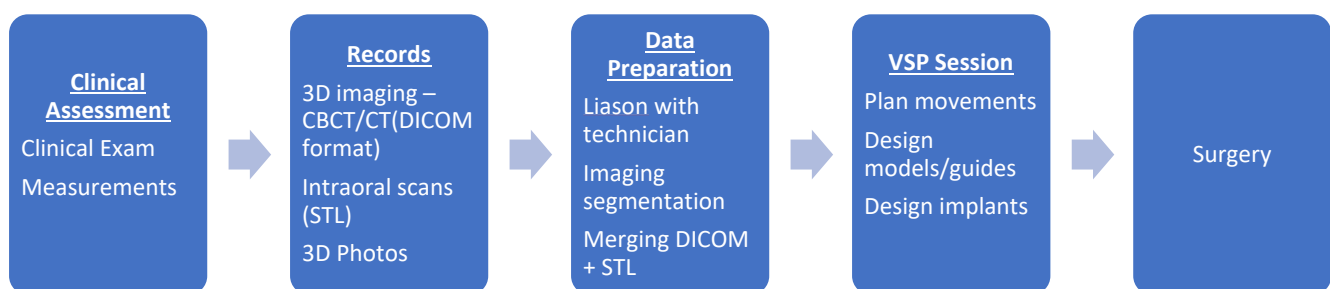 Clinical
Assessment
Clinical Exam
Measurements
Records
3D imaging –
CBCT/CT(DICOM
format)
Intraoral scans
(STL)
3D Photos
Data
Preparation
Liason with
technician
Imaging
segmentation
Merging DICOM
+ STL
VSP Session
Plan movements
Design
models/guides
Design implants
Surgery